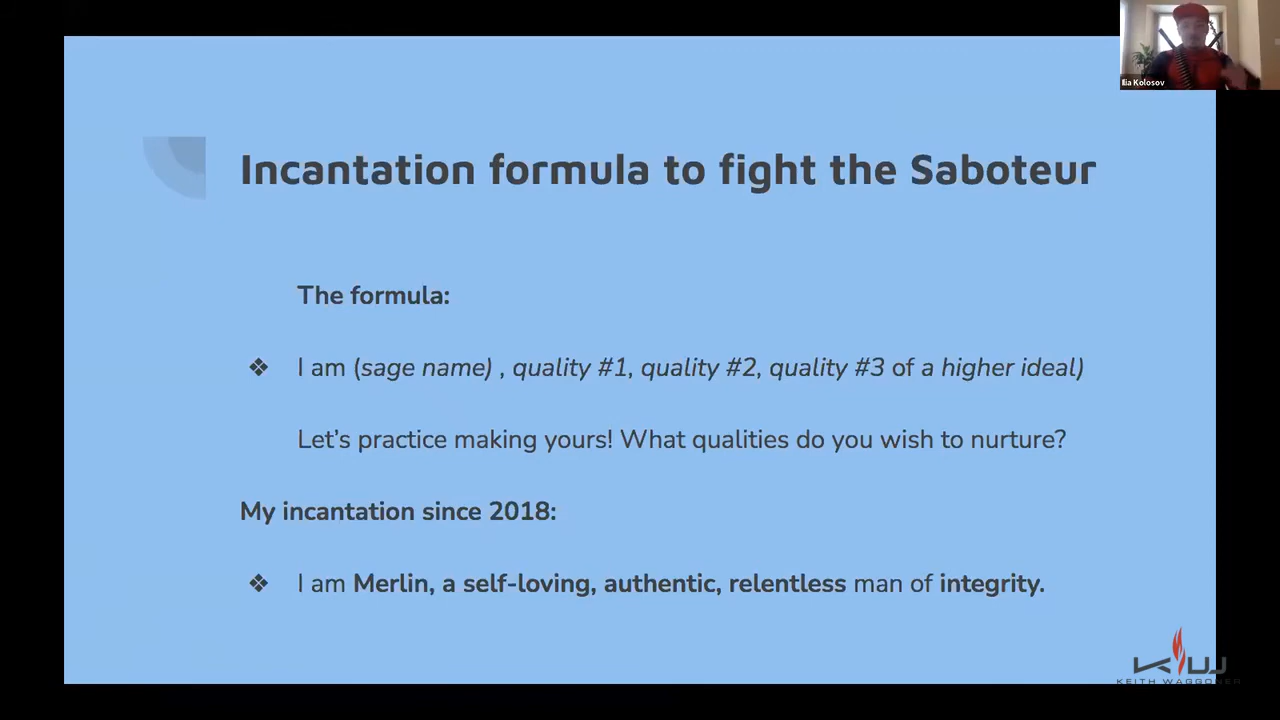 Ilia Kolosov
Incantation formula to fight the Saboteur
The formula:
❖ I am (sage name) , quality #1, quality #2, quality #3 of a higher ideal)
Let’s practice making yours! What qualities do you wish to nurture?
My incantation since 2018:
❖ I am Merlin, a self-loving, authentic, relentless man of integrity.
KWJ
KEITH WAGGONER